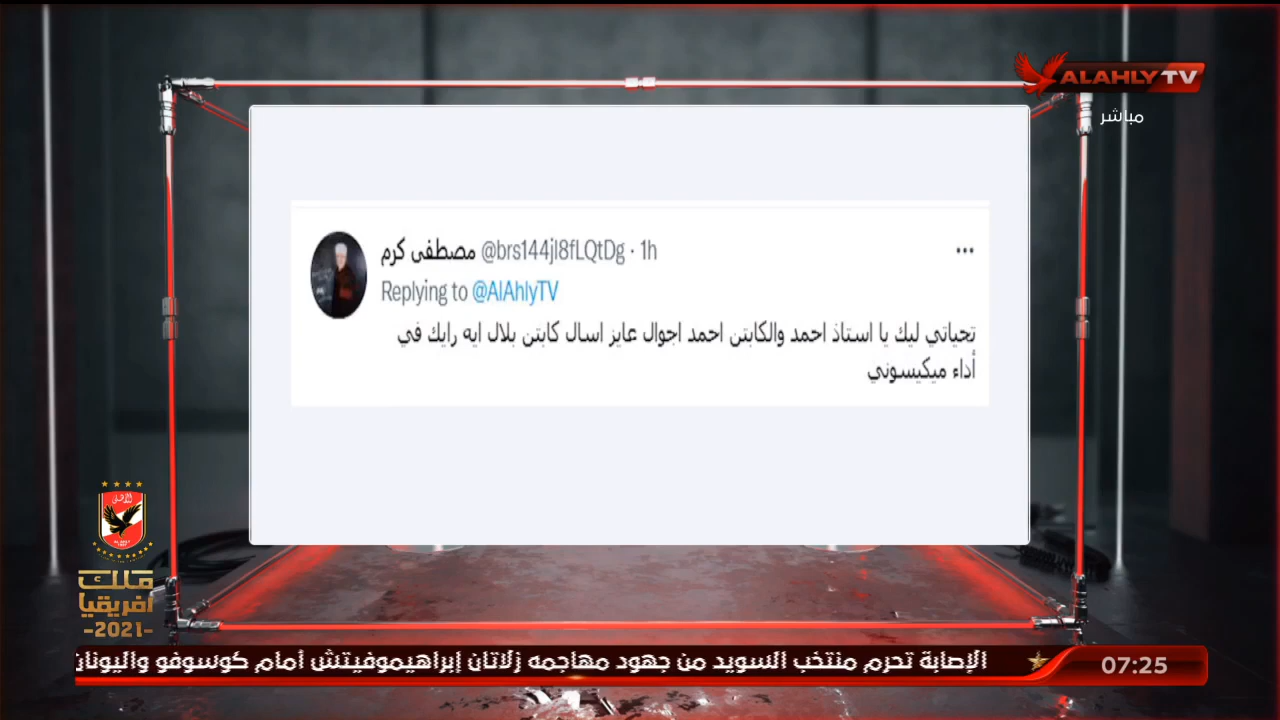 ALAHLY TV
مباشر
مصطفى كرم @brs144jl8fLQtDg · 1h
Replying to @AlAhlyTV
تحياتي ليك يا استاذ احمد والكابتن احمد اجوال عايز اسال كابتن بلال ايه رايك في
أداء ميكيسوني
ملك
افريقيا
-2021-
الإصابة تحرم منتخب السويد من جهود مهاجمه زلاتان إبراهيموفيتش أمام كوسوفو واليونان
07:25